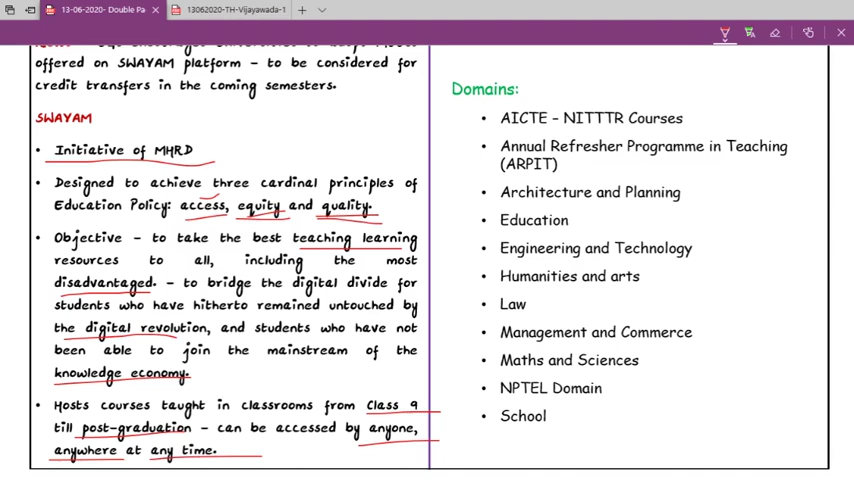 13-06-2020- Double Pa
13062020-TH-Vijayawada-1
offered on SWAYAM platform – to be considered for
credit transfers in the coming semesters.
SWAYAM
• Initiative of MHRD
• Designed to achieve three cardinal principles of
Education Policy: access, equity and quality.
• Objective – to take the best teaching learning
resources to all, including the most
disadvantaged. – to bridge the digital divide for
students who have hitherto remained untouched by
the digital revolution, and students who have not
been able to join the mainstream of the
knowledge economy.
• Hosts courses taught in classrooms from Class 9
till post-graduation – can be accessed by anyone,
anywhere at any time.
Domains:
• AICTE – NITTTR Courses
• Annual Refresher Programme in Teaching
(ARPIT)
• Architecture and Planning
• Education
• Engineering and Technology
• Humanities and arts
• Law
• Management and Commerce
• Maths and Sciences
• NPTEL Domain
• School